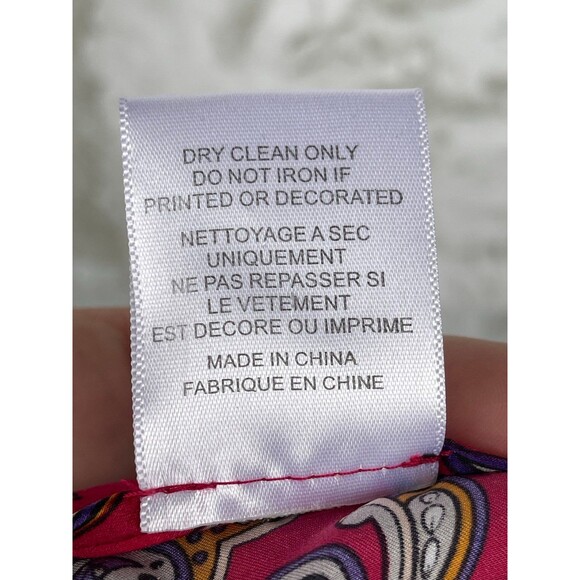 DRY CLEAN ONLY
DO NOT IRON IF
PRINTED OR DECORATED
NETTOYAGE A SEC
UNIQUEMENT
NE PAS REPASSER SI
LE VETEMENT
EST DECORE OU IMPRIME
MADE IN CHINA
FABRIQUE EN CHINE